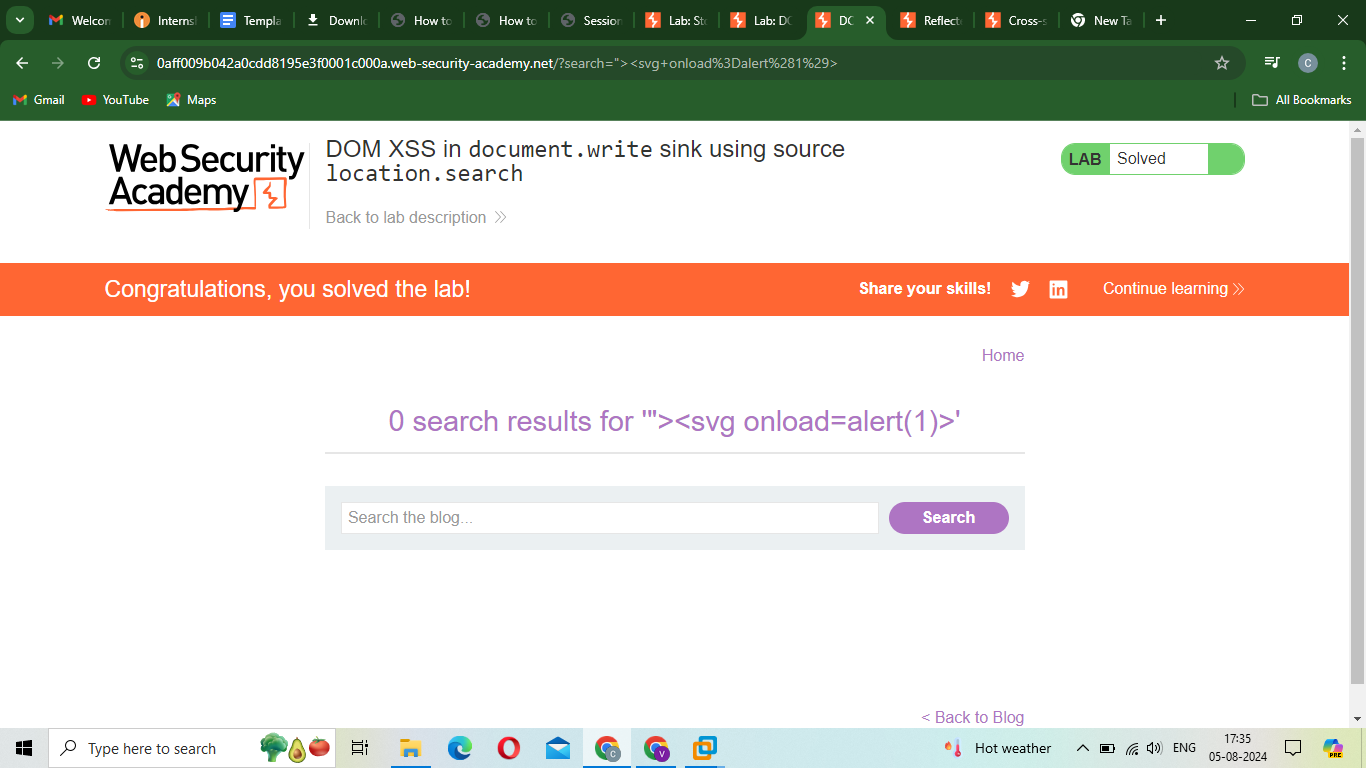 Welcon
Interns
Templa
Downlo
How to
How to
Session
Lab: Sto
Lab: DO
DO
Reflecte
Cross-s
New Ta
0aff009b042a0cdd8195e3f0001c000a.web-security-academy.net/?search="><svg+onload%3Dalert%281%29>
C
Gmail
YouTube
Maps
All Bookmarks
Web Security
Academy
DOM XSS in document.write sink using source
location.search
Back to lab description
LAB
Solved
Congratulations, you solved the lab!
Share your skills!
Continue learning
Home
0 search results for '"><svg onload=alert(1)>'
Search the blog...
Search
< Back to Blog
Type here to search
Hot weather
ENG
17:35
05-08-2024